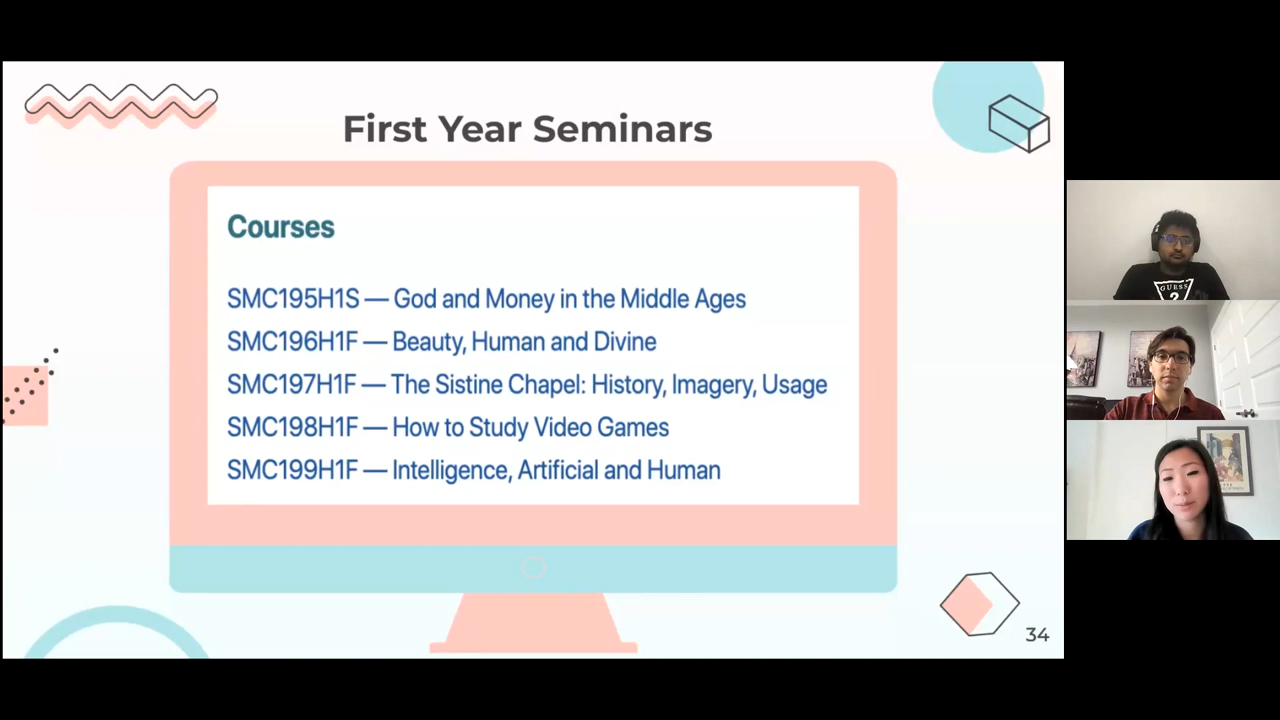 First Year Seminars
Courses
SMC195H1S — God and Money in the Middle Ages
SMC196H1F — Beauty, Human and Divine
SMC197H1F — The Sistine Chapel: History, Imagery, Usage
SMC198H1F — How to Study Video Games
SMC199H1F — Intelligence, Artificial and Human
34
GUESS
?